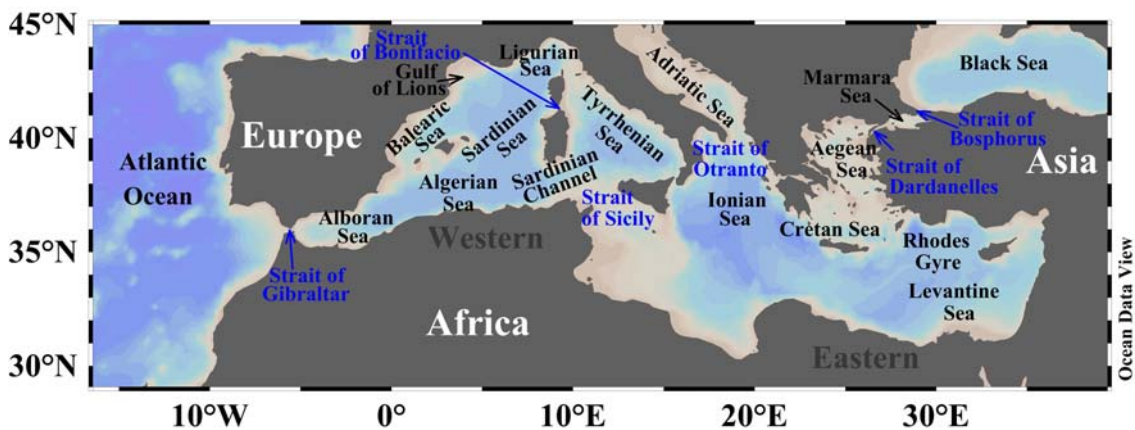 45°N
40°N
35°N
30°N
10°W
0°
10°E
20°E
30°E
Atlantic
Ocean
Europe
Strait
of Bonifacio
Gulf
of Lions
Ligurian
Sea
Adriatic Sea
Balearic
Sea
Sardinian
Sea
Tyrrhenian
Sea
Sardinian
Channel
Algerian
Sea
Alboran
Sea
Western
Strait of
Gibraltar
Africa
Strait
of Sicily
Strait of
Otranto
Ionian
Sea
Cretan Sea
Aegean
Sea
Marmara
Sea
Black Sea
Strait of
Bosphorus
Strait of
Dardanelles
Asia
Rhodes
Gyre
Levantine
Sea
Eastern
Ocean Data View